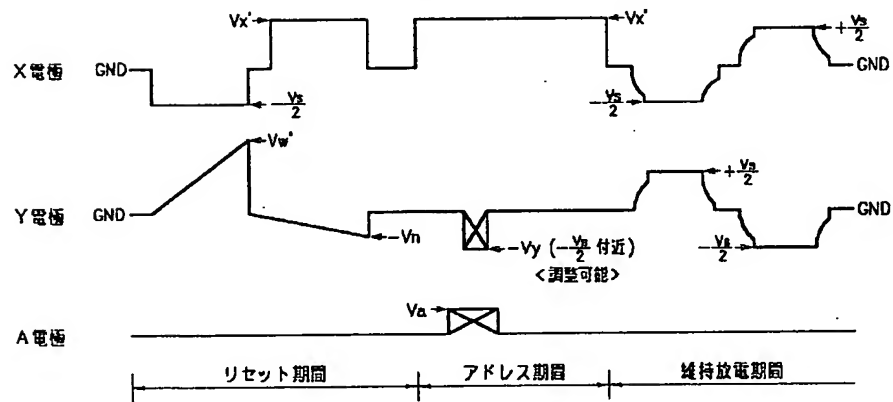 Vx'
Vx'
+Vs/2
X電極
GND
GND
-Vs/2
-Vs/2
Vw'
+Vs/2
Y電極
GND
GND
-Vn
-Vy (-Vs/2 付近)
<調整可能>
-Vs/2
Va
A電極
リセット期間
アドレス期間
維持放電期間